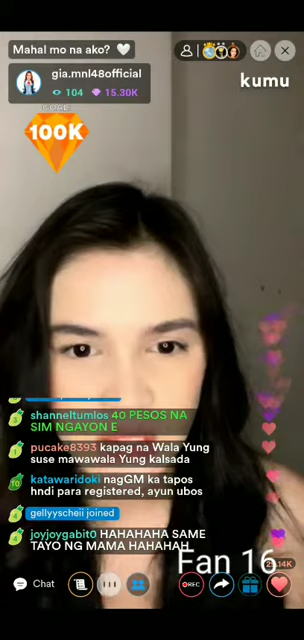 Mahal mo na ako? 🤍
gia.mnl48official
104 15.30K
kumu
GOAL
100K
shanneltumlos 40 PESOS NA
SIM NGAYON E
pucake8393 kapag na Wala Yung
suse mawawala Yung kalsada
katawaridoki nagGM ka tapos
hndi para registered, ayun ubos
gellyyscheii joined
joyjoygabit0 HAHAHAHA SAME
TAYO NG MAMA HAHAHAH
Fan 16
Chat
REC